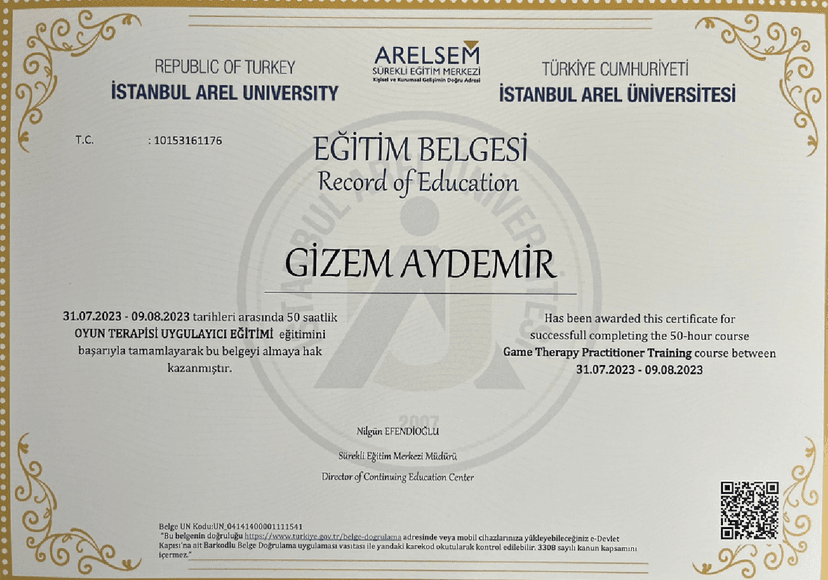 REPUBLIC OF TURKEY
İSTANBUL AREL UNIVERSITY
ARELSEM
SÜREKLİ EĞİTİM MERKEZİ
Kişisel ve Kurumsal Gelişimin Doğru Adresi
TÜRKİYE CUMHURİYETİ
İSTANBUL AREL ÜNİVERSİTESİ
T.C. : 10153161176
EĞİTİM BELGESİ
Record of Education
İSTANBUL AREL ÜNİVERSİTESİ
GİZEM AYDEMİR
31.07.2023 - 09.08.2023 tarihleri arasında 50 saatlik
OYUN TERAPİSİ UYGULAYICI EĞİTİMİ eğitimini
başarıyla tamamlayarak bu belgeyi almaya hak
kazanmıştır.
Has been awarded this certificate for
successfull completing the 50-hour course
Game Therapy Practitioner Training course between
31.07.2023 - 09.08.2023
2007
Nilgün EFENDİOĞLU
Sürekli Eğitim Merkezi Müdürü
Director of Continuing Education Center
Belge UN Kodu:UN_04141400001111541
"Bu belgenin doğruluğu https://www.turkiye.gov.tr/belge-dogrulama adresinde veya mobil cihazlarınıza yükleyebileceğiniz e-Devlet
Kapısı'na ait Barkodlu Belge Doğrulama uygulaması vasıtası ile yandaki karekod okutularak kontrol edilebilir. 3308 sayılı kanun kapsamını
içermez."